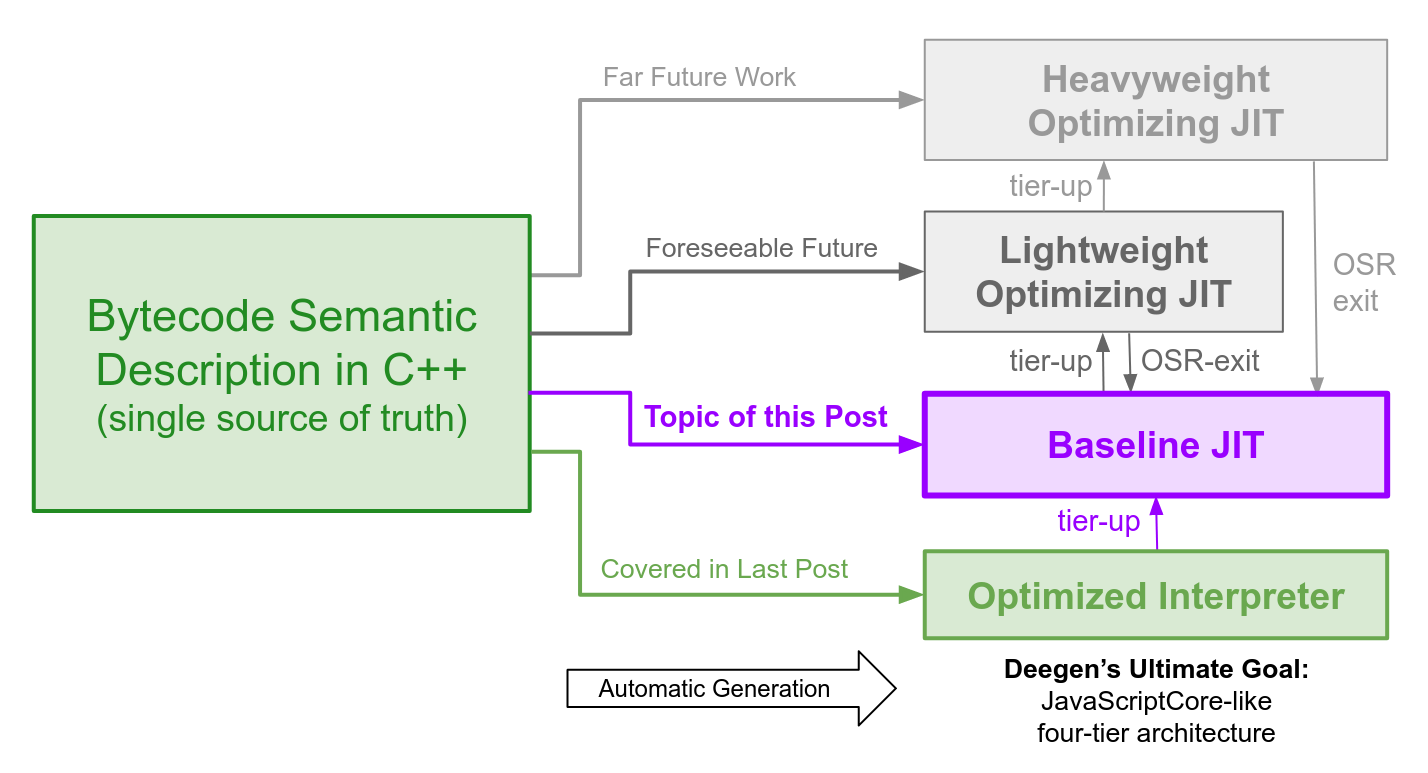 Far Future Work
Heavyweight
Optimizing JIT
tier-up
OSR
exit
Foreseeable Future
Lightweight
Optimizing JIT
tier-up
OSR-exit
Bytecode Semantic
Description in C++
(single source of truth)
Topic of this Post
Baseline JIT
tier-up
Covered in Last Post
Optimized Interpreter
Automatic Generation
Deegen’s Ultimate Goal:
JavaScriptCore-like
four-tier architecture